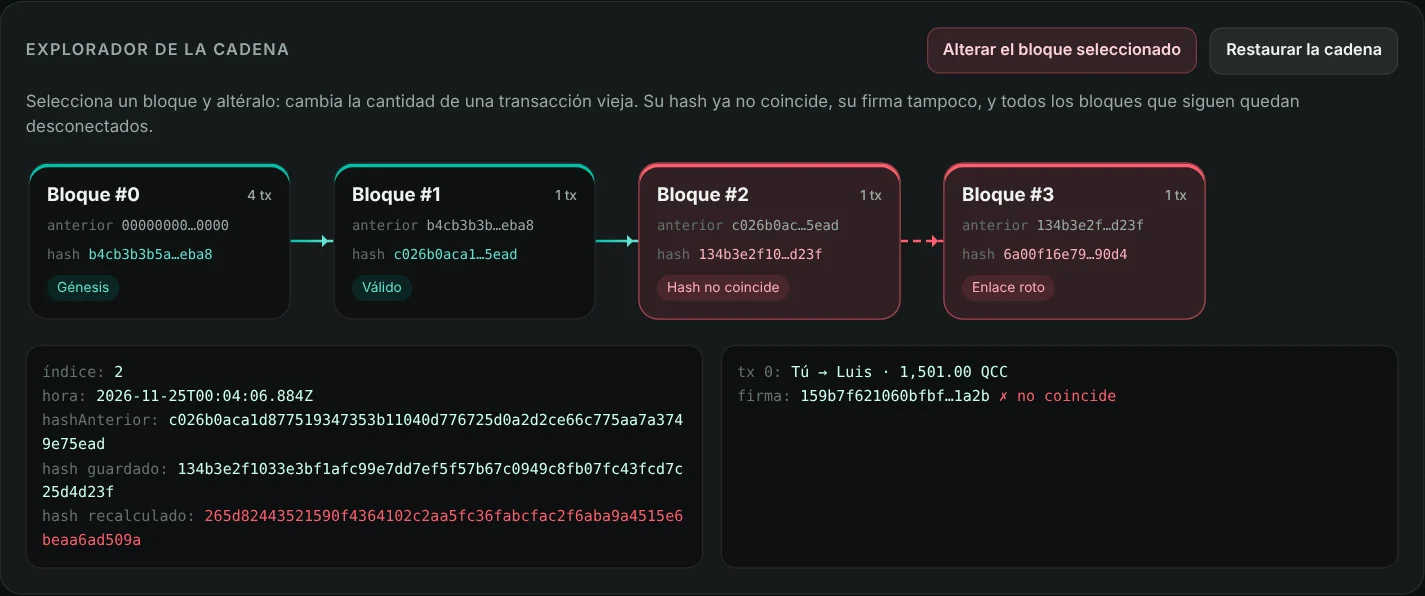 EXPLORADOR DE LA CADENA
Alterar el bloque seleccionado
Restaurar la cadena
Selecciona un bloque y altéralo: cambia la cantidad de una transacción vieja. Su hash ya no coincide, su firma tampoco, y todos los bloques que siguen quedan
desconectados.
Bloque #0 4 tx
anterior 00000000…0000
hash b4cb3b3b5a…eba8
Génesis
Bloque #1 1 tx
anterior b4cb3b3b…eba8
hash c026b0aca1…5ead
Válido
Bloque #2 1 tx
anterior c026b0ac…5ead
hash 134b3e2f10…d23f
Hash no coincide
Bloque #3 1 tx
anterior 134b3e2f…d23f
hash 6a00f16e79…90d4
Enlace roto
índice: 2
hora: 2026-11-25T00:04:06.884Z
hashAnterior: c026b0aca1d877519347353b11040d776725d0a2d2ce66c775aa7a374
9e75ead
hash guardado: 134b3e2f1033e3bf1afc99e7dd7ef5f57b67c0949c8fb07fc43fcd7c
25d4d23f
hash recalculado: 265d82443521590f4364102c2aa5fc36fabcfac2f6aba9a4515e6
beaa6ad509a
tx 0: Tú → Luis · 1,501.00 QCC
firma: 159b7f621060bfbf…1a2b ✗ no coincide